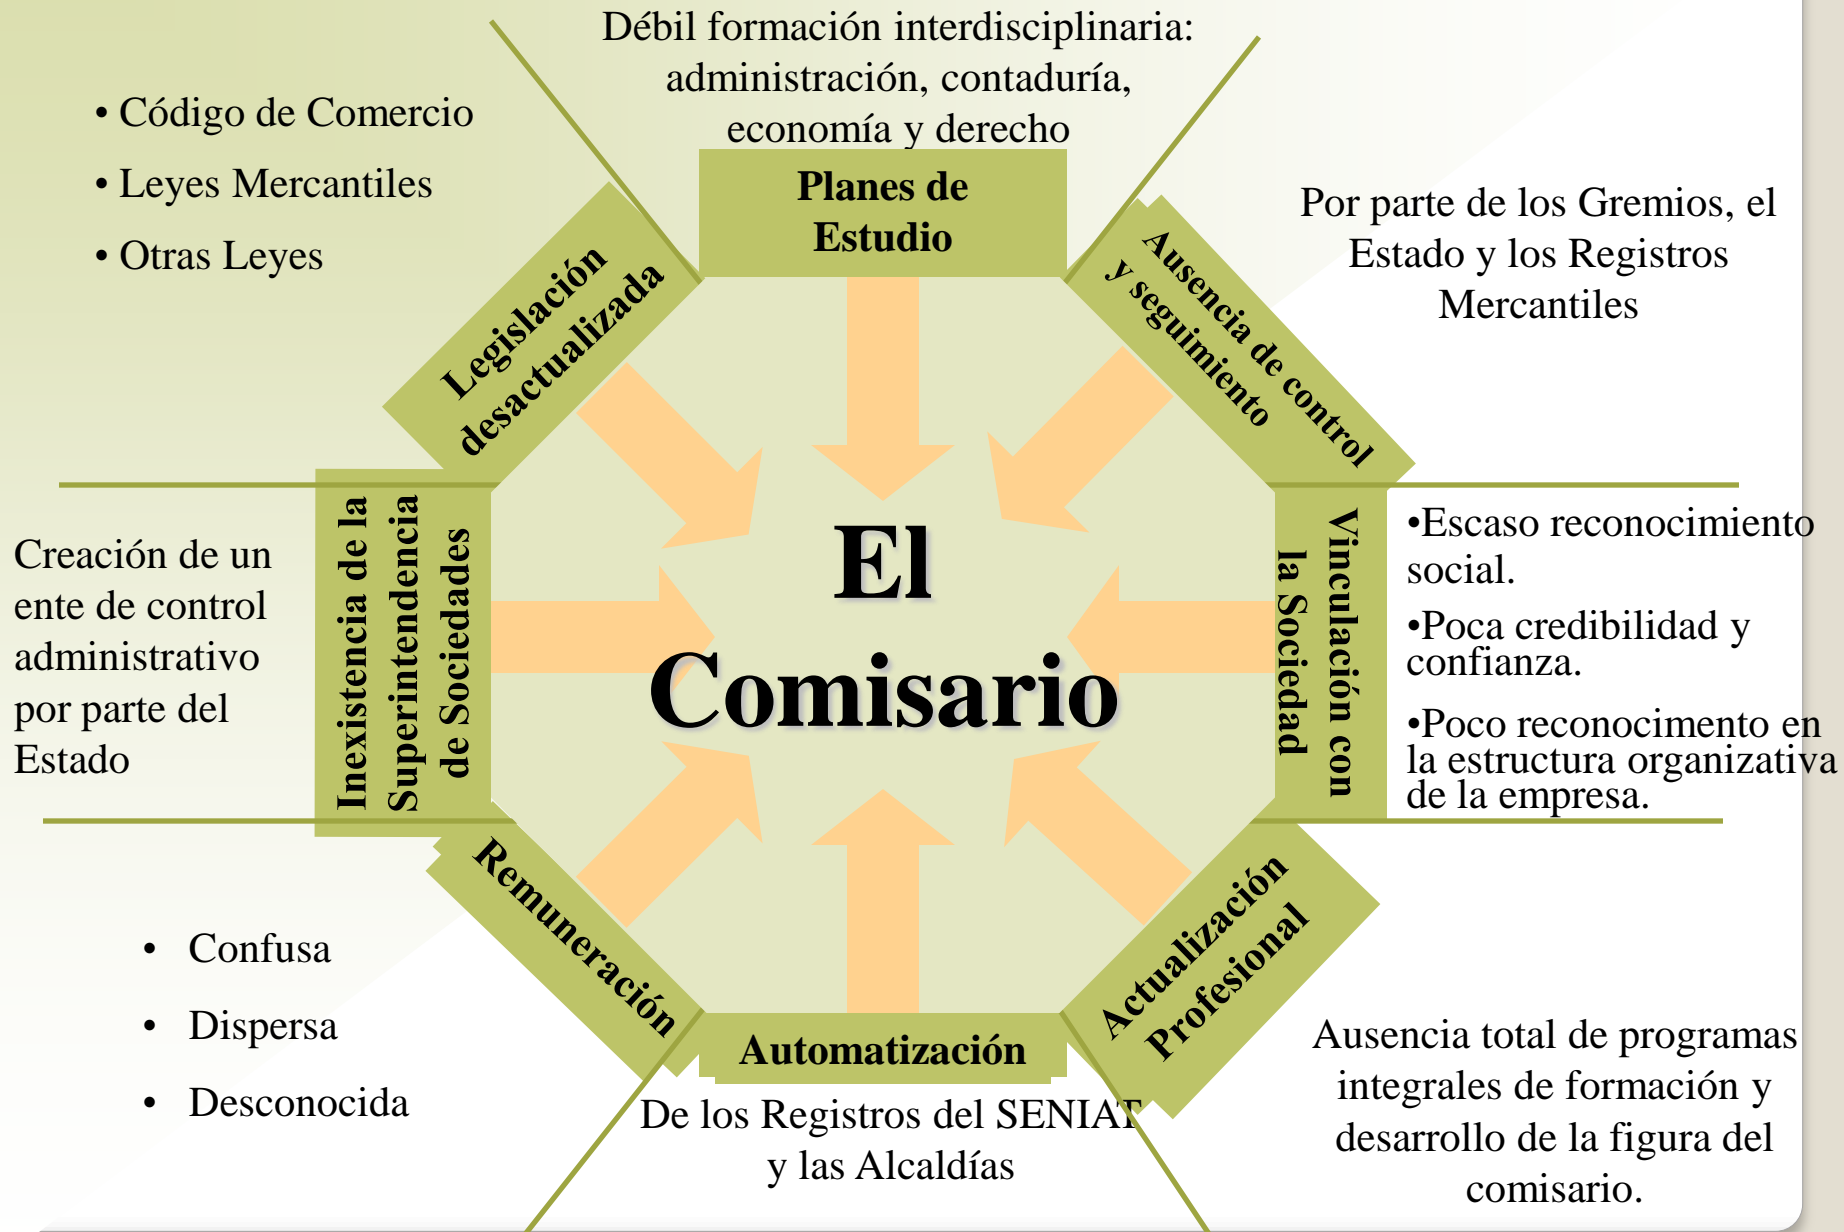 Débil formación interdisciplinaria:
administración, contaduría,
economía y derecho
Planes de
Estudio
• Código de Comercio
• Leyes Mercantiles
• Otras Leyes
Legislación
desactualizada
Ausencia de control
y seguimiento
Por parte de los Gremios, el
Estado y los Registros
Mercantiles
Creación de un
ente de control
administrativo
por parte del
Estado
Inexistencia de la
Superintendencia
de Sociedades
El
Comisario
Vinculación con
la Sociedad
•Escaso reconocimiento
social.
•Poca credibilidad y
confianza.
•Poco reconocimento en
la estructura organizativa
de la empresa.
Remuneración
• Confusa
• Dispersa
• Desconocida
Automatización
De los Registros del SENIAT
y las Alcaldías
Actualización
Profesional
Ausencia total de programas
integrales de formación y
desarrollo de la figura del
comisario.